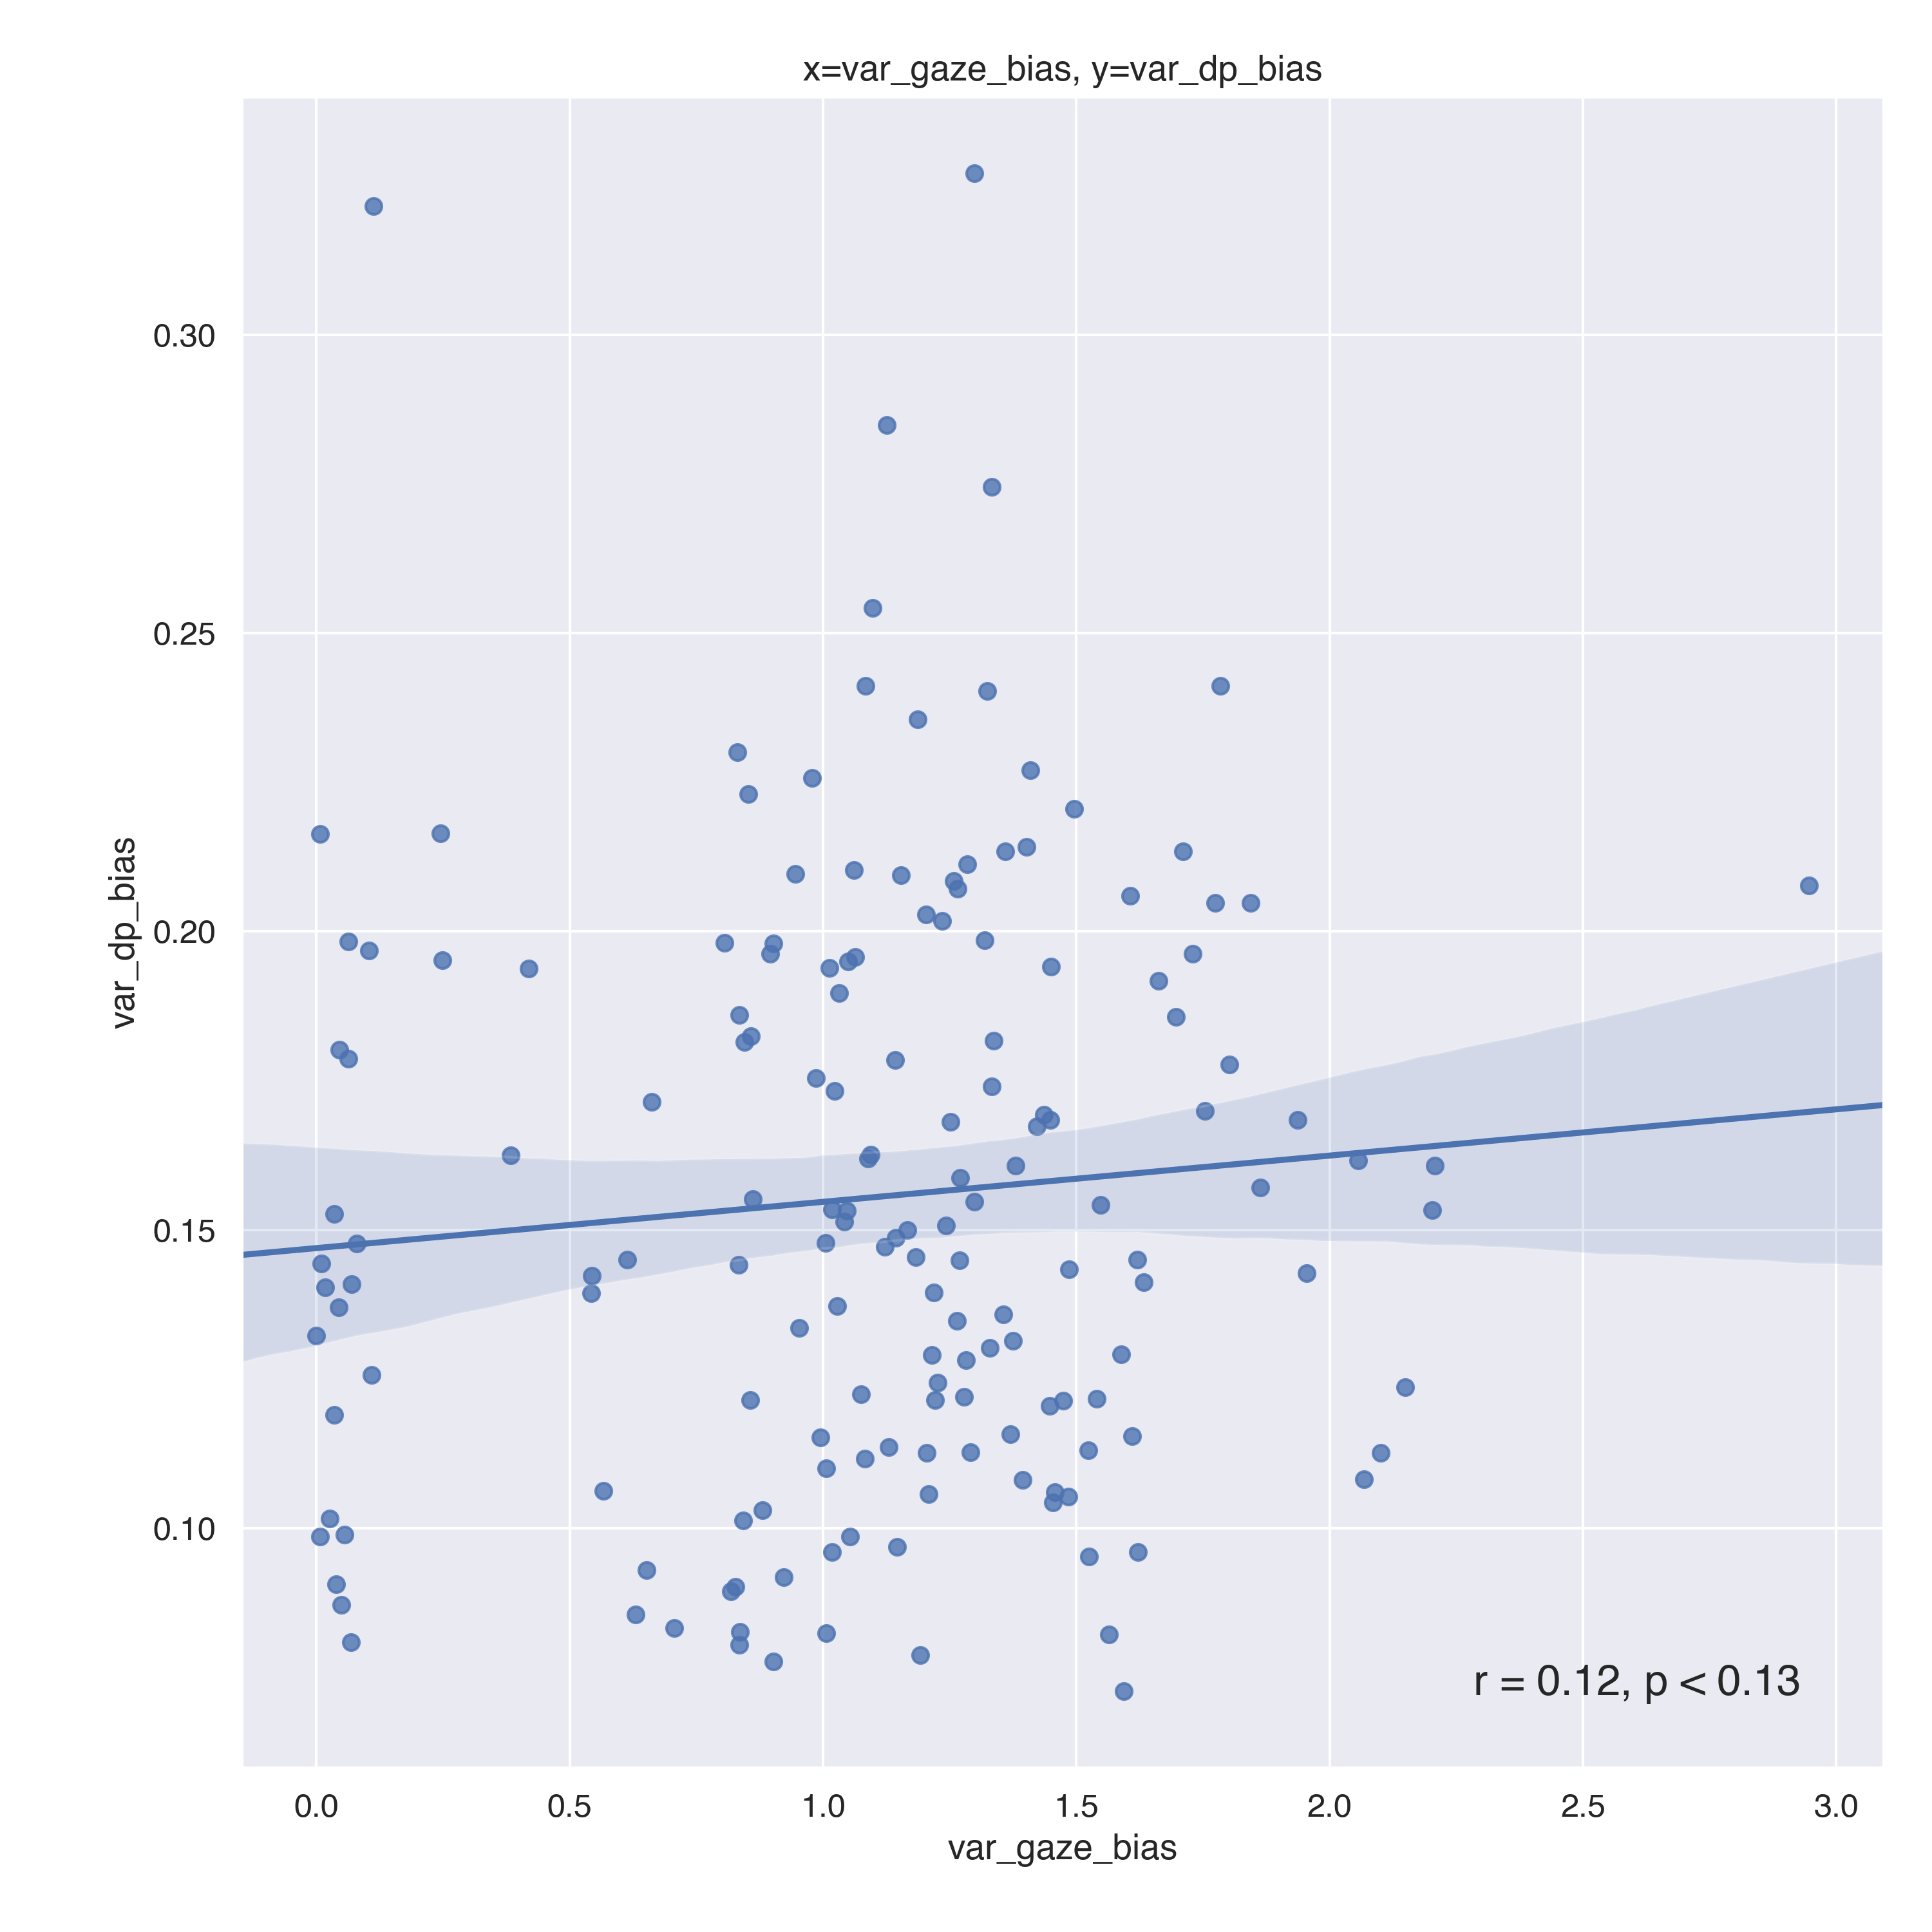 x=var_gaze_bias, y=var_dp_bias
0.30
0.25
0.20
0.15
0.10
var_dp_bias
r = 0.12, p < 0.13
0.0 0.5 1.0 1.5 2.0 2.5 3.0
var_gaze_bias